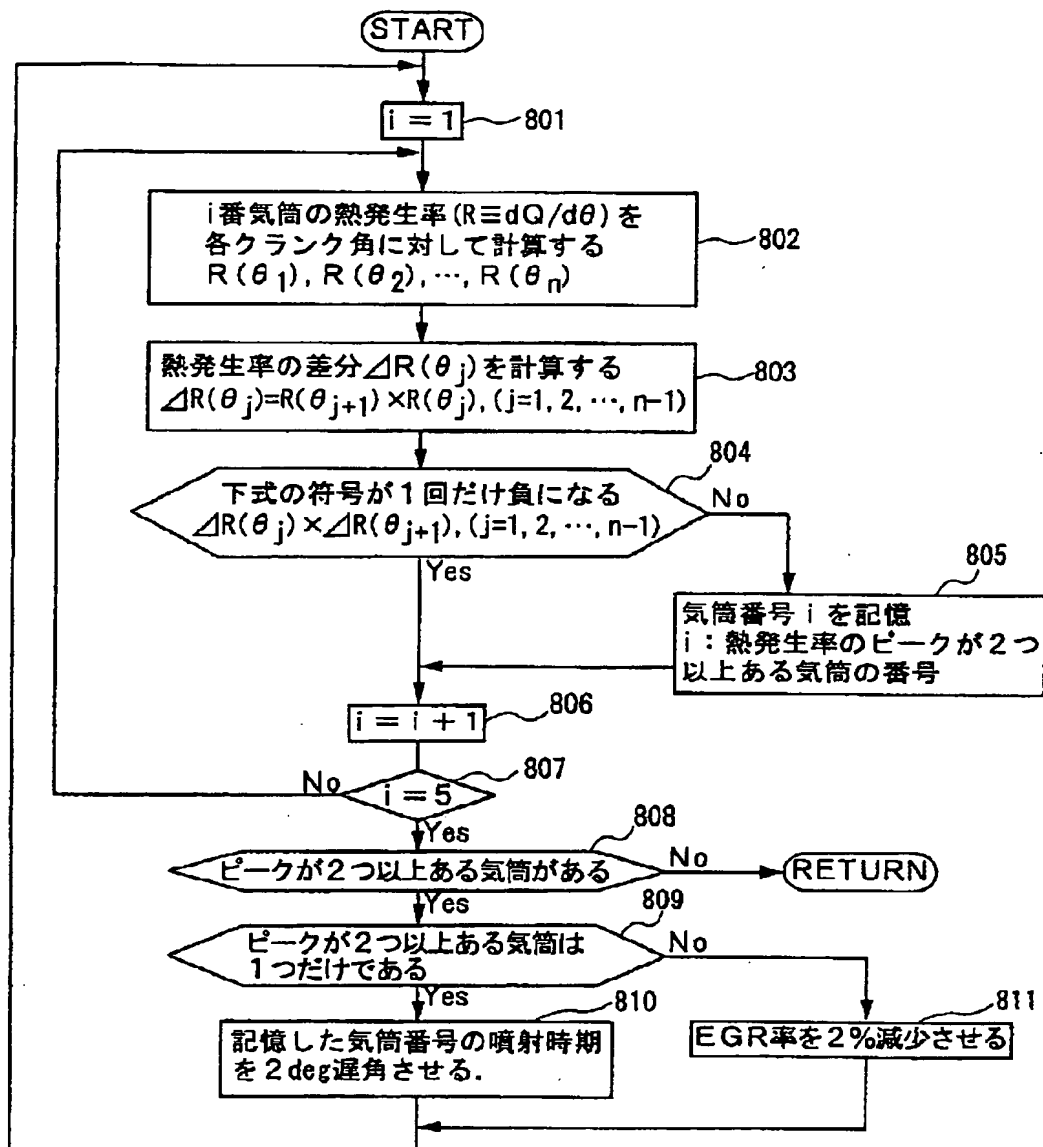 START
i = 1
801
i番気筒の熱発生率(R≡dQ/dθ)を
各クランク角に対して計算する
R(θ1), R(θ2), …, R(θn)
802
熱発生率の差分⊿R(θj)を計算する
⊿R(θj)=R(θj+1)×R(θj), (j=1, 2, …, n-1)
803
804
下式の符号が1回だけ負になる
⊿R(θj)×⊿R(θj+1), (j=1, 2, …, n-1)
No
Yes
805
気筒番号 i を記憶
i:熱発生率のピークが2つ
以上ある気筒の番号
806
i = i + 1
807
No
i = 5
Yes
808
ピークが2つ以上ある気筒がある
No
RETURN
Yes
809
ピークが2つ以上ある気筒は
1つだけである
No
Yes
810
記憶した気筒番号の噴射時期
を2deg遅角させる.
811
EGR率を2%減少させる